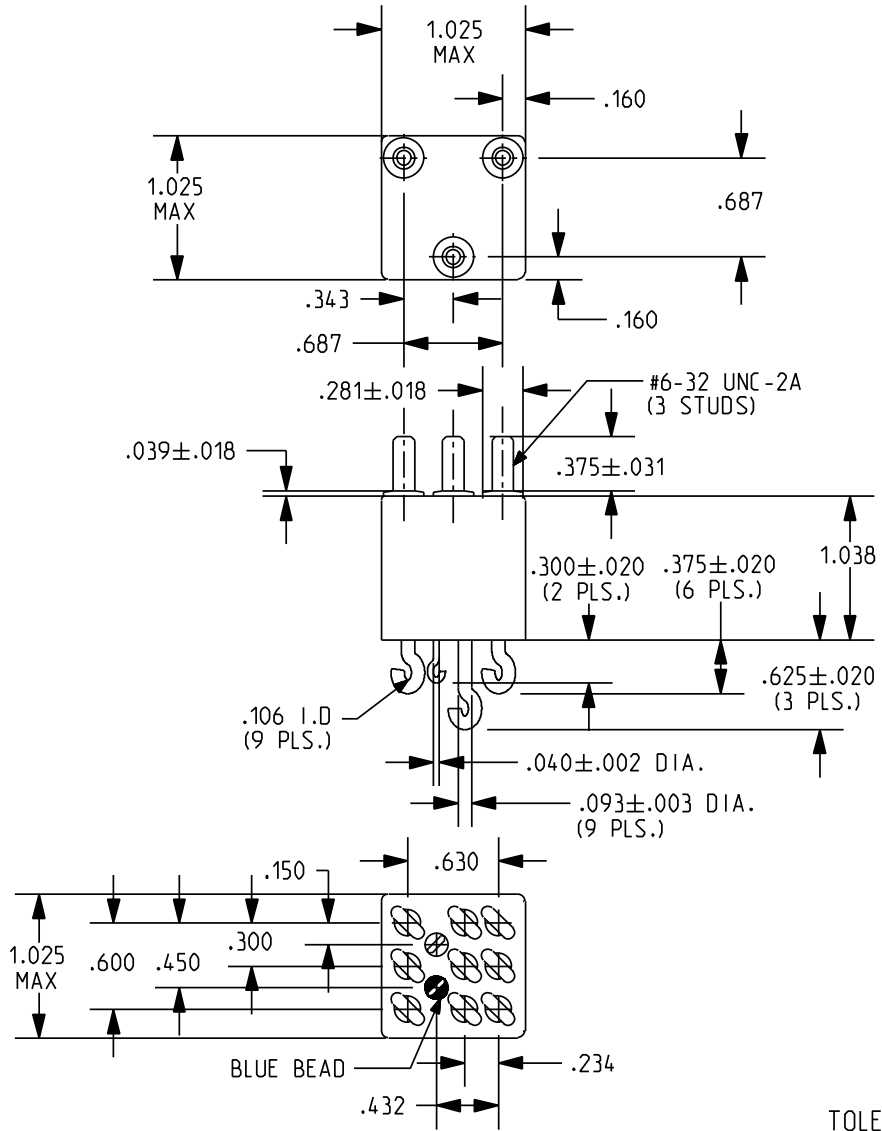 1.025
MAX
.160
1.025
MAX
.687
.343
.160
.687
.281±.018
#6-32 UNC-2A
(3 STUDS)
.039±.018
.375±.031
1.038
.300±.020
(2 PLS.)
.375±.020
(6 PLS.)
.625±.020
(3 PLS.)
.106 I.D
(9 PLS.)
.040±.002 DIA.
.093±.003 DIA.
(9 PLS.)
.630
.150
1.025
MAX
.600
.450
.300
BLUE BEAD
.234
.432
TOLE